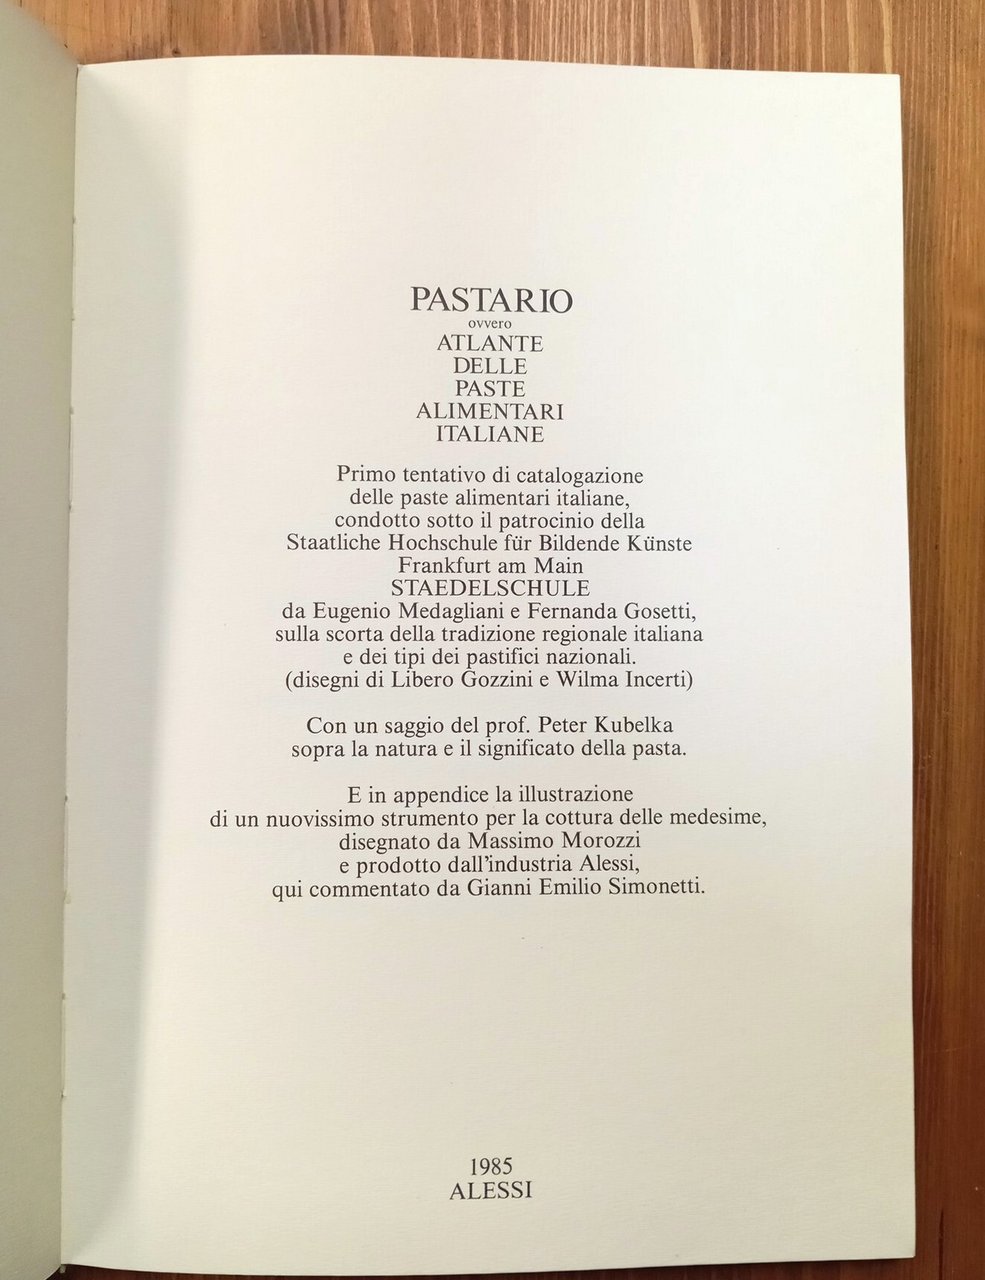 PASTARIO
ovvero
ATLANTE
DELLE
PASTE
ALIMENTARI
ITALIANE
Primo tentativo di catalogazione
delle paste alimentari italiane,
condotto sotto il patrocinio della
Staatliche Hochschule für Bildende Künste
Frankfurt am Main
STAEDELSCHULE
da Eugenio Medagliani e Fernanda Gosetti,
sulla scorta della tradizione regionale italiana
e dei tipi dei pastifici nazionali.
(disegni di Libero Gozzini e Wilma Incerti)
Con un saggio del prof. Peter Kubelka
sopra la natura e il significato della pasta.
E in appendice la illustrazione
di un nuovissimo strumento per la cottura delle medesime,
disegnato da Massimo Morozzi
e prodotto dall'industria Alessi,
qui commentato da Gianni Emilio Simonetti.
1985
ALESSI